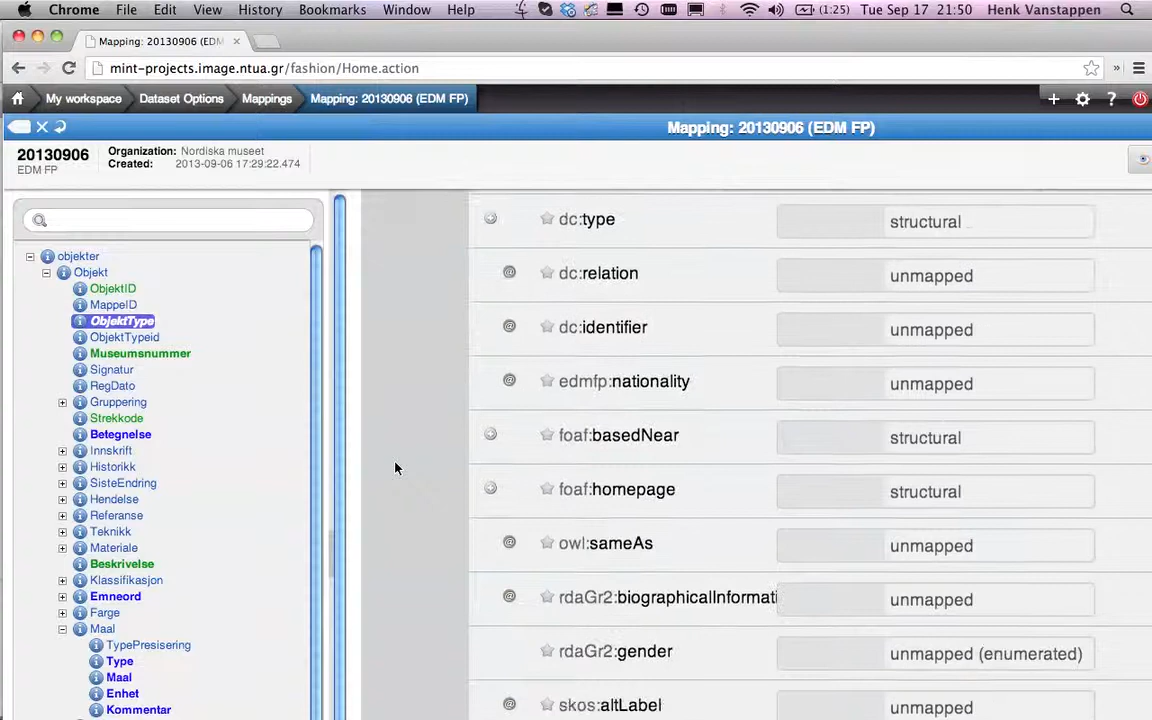 Chrome File Edit View History Bookmarks Window Help (1:25) Tue Sep 17 21:50 Henk Vanstappen
Mapping: 20130906 (EDM
mint-projects.image.ntua.gr/fashion/Home.action
My workspace Dataset Options Mappings Mapping: 20130906 (EDM FP)
Mapping: 20130906 (EDM FP)
20130906
EDM FP
Organization: Nordiska museet
Created: 2013-09-06 17:29:22.474
objekter
Objekt
ObjektID
MappeID
ObjektType
ObjektTypeid
Museumsnummer
Signatur
RegDato
Gruppering
Strekkode
Betegnelse
Innskrift
Historikk
SisteEndring
Hendelse
Referanse
Teknikk
Materiale
Beskrivelse
Klassifikasjon
Emneord
Farge
Maal
TypePresisering
Type
Maal
Enhet
Kommentar
dc:type structural
dc:relation unmapped
dc:identifier unmapped
edmfp:nationality unmapped
foaf:basedNear structural
foaf:homepage structural
owl:sameAs unmapped
rdaGr2:biographicalInformati unmapped
rdaGr2:gender unmapped (enumerated)
skos:altLabel unmapped